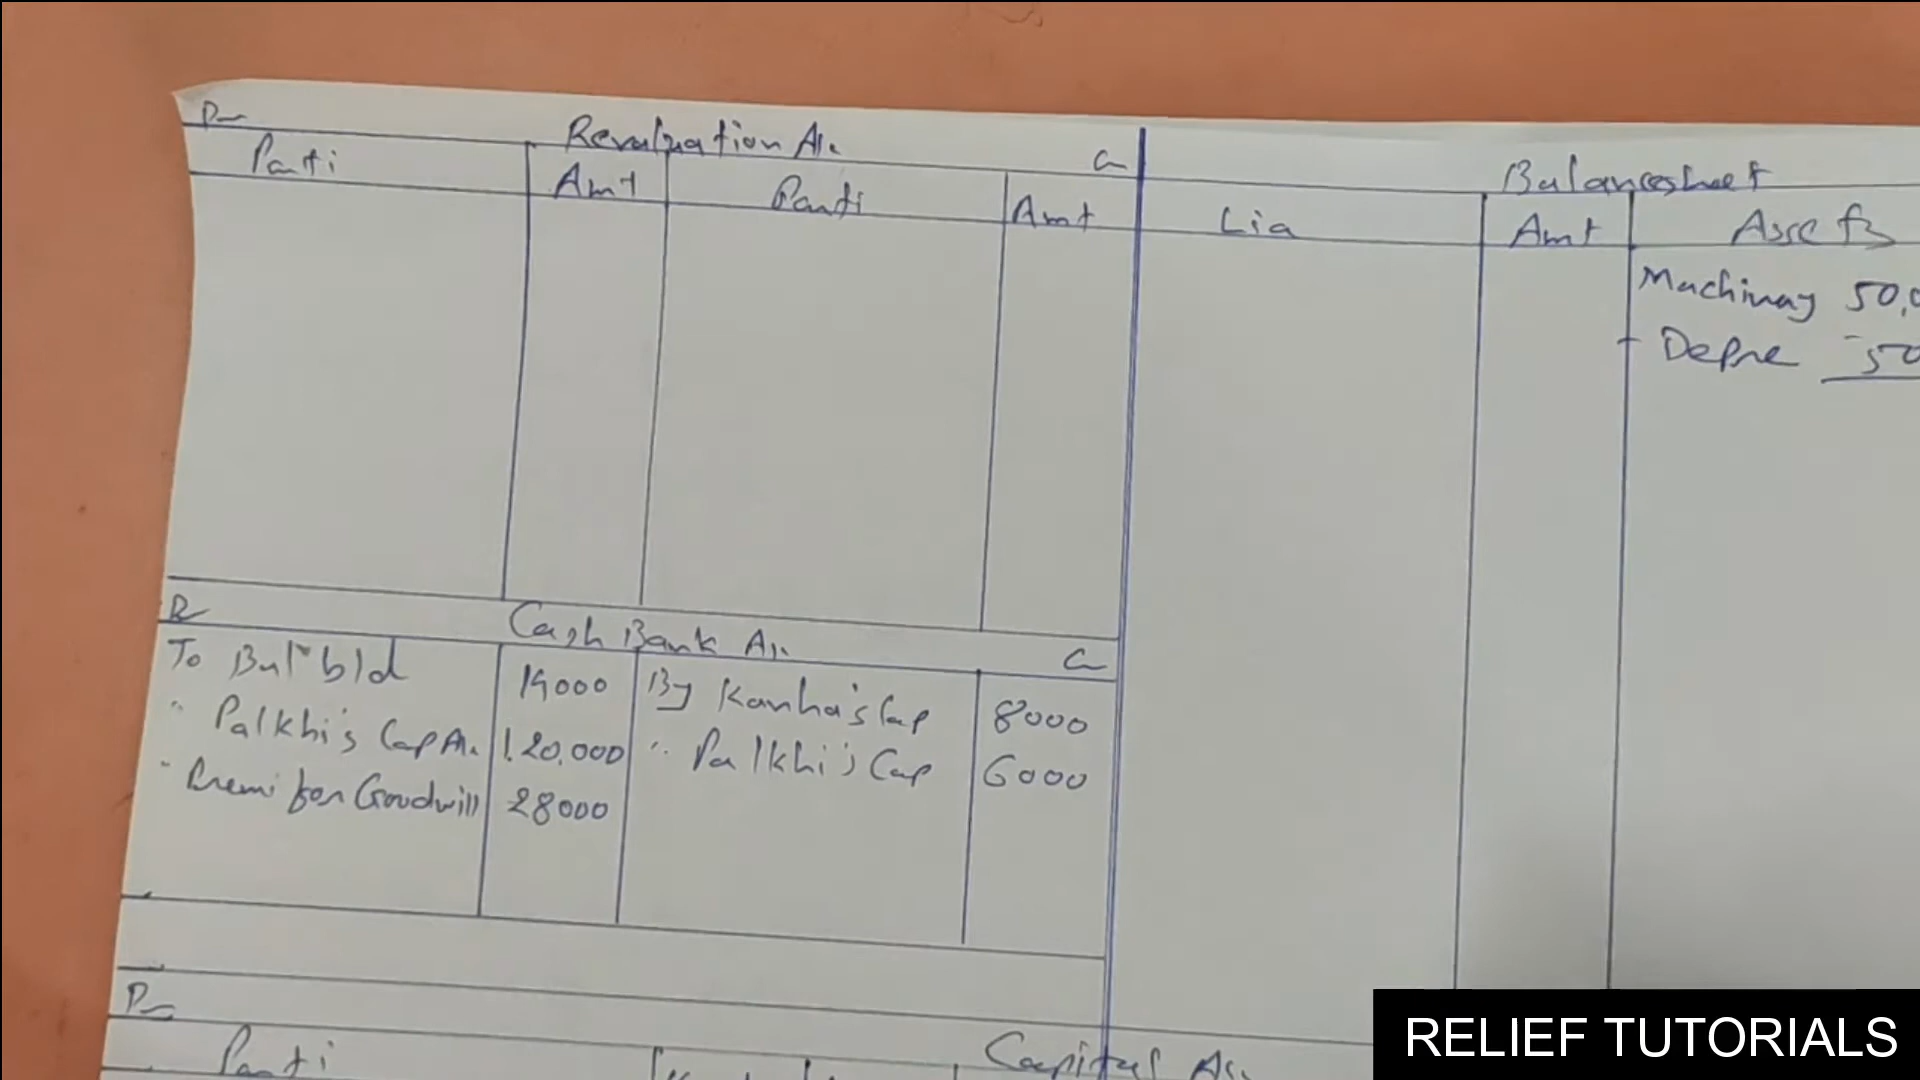 Dr
Revaluation A/c. Cr
Parti Amt Parti Amt
Balancesheet
Lia Amt Assets
Machinary 50,0
- Depre 50
Dr
Cash Bank A/c. Cr
To Bal b/d 14000 By Kanha's Cap 8000
" Palkhi's Cap A/c. 1,20,000 " Palkhi's Cap 6000
" Premi for Goodwill 28000
Dr
Parti Capital A/c.
RELIEF TUTORIALS